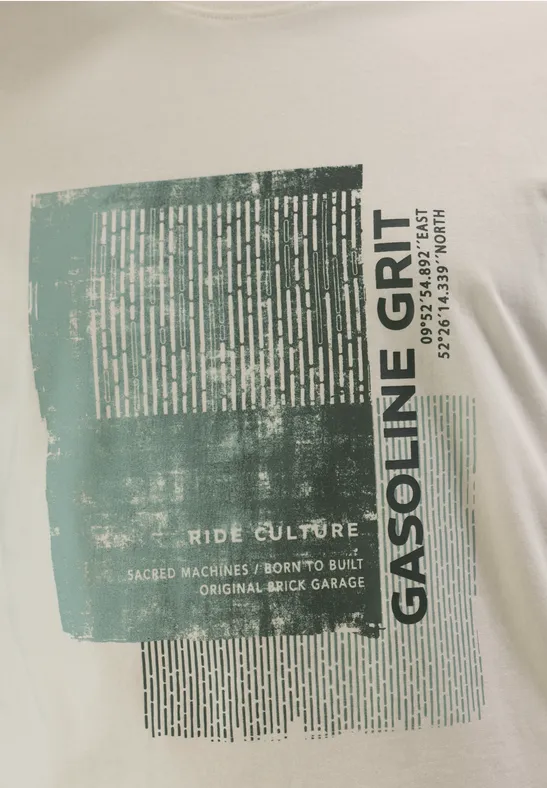 GASOLINE GRIT
09°52´54.892´´EAST
52°26´14.339´´NORTH
RIDE CULTURE
SACRED MACHINES / BORN TO BUILT
ORIGINAL BRICK GARAGE